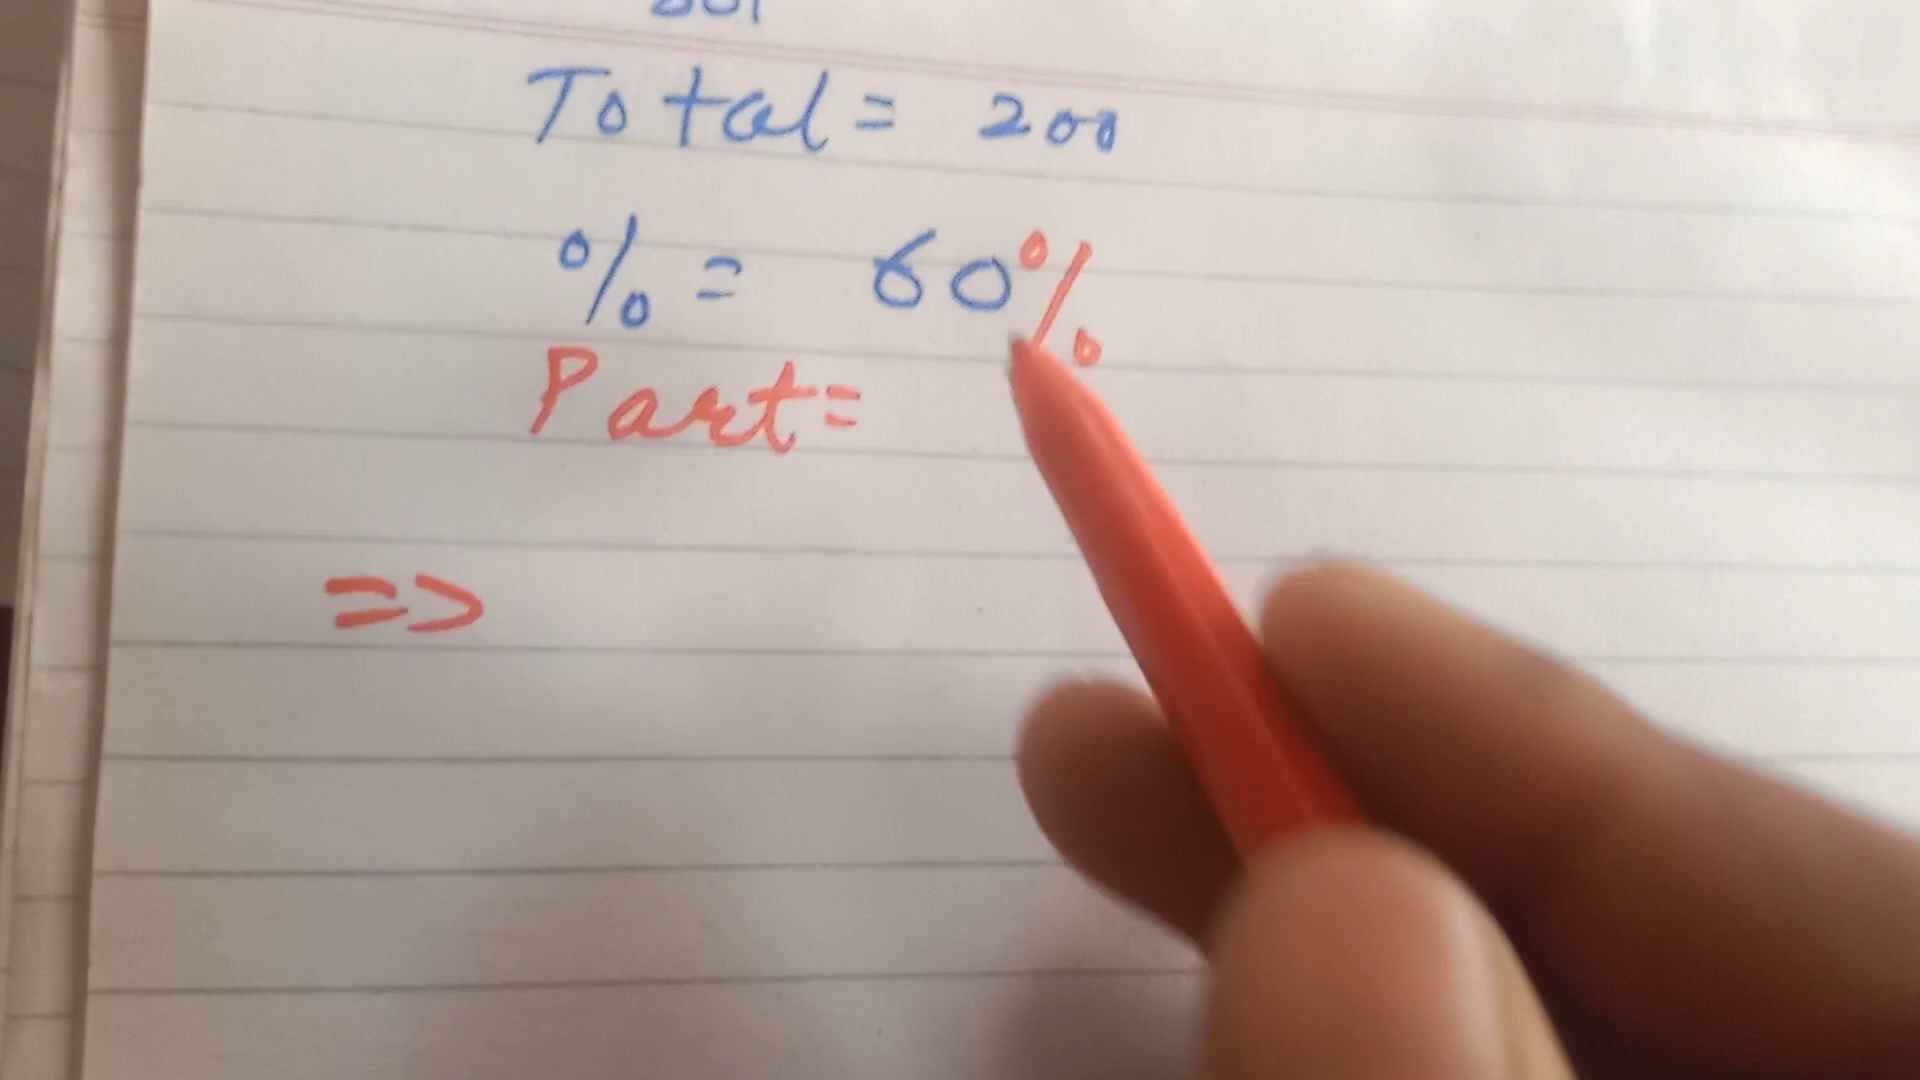 Total = 200
% = 60%
Part =
=>